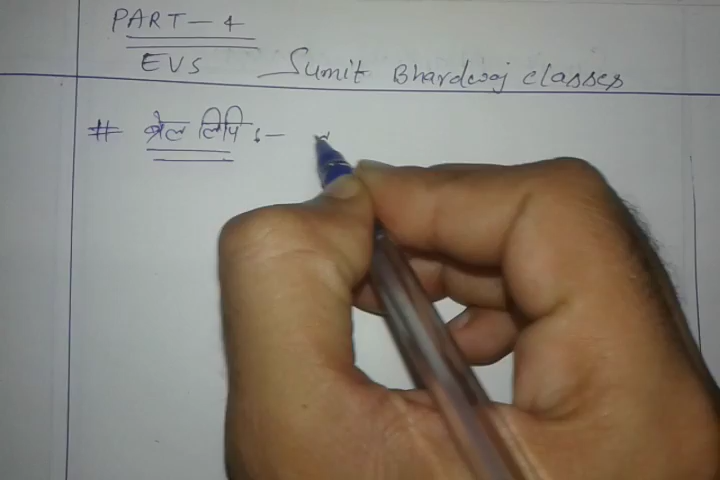 PART-4
EVS Sumit Bhardwaj classes
# ब्रेल लिपि :-